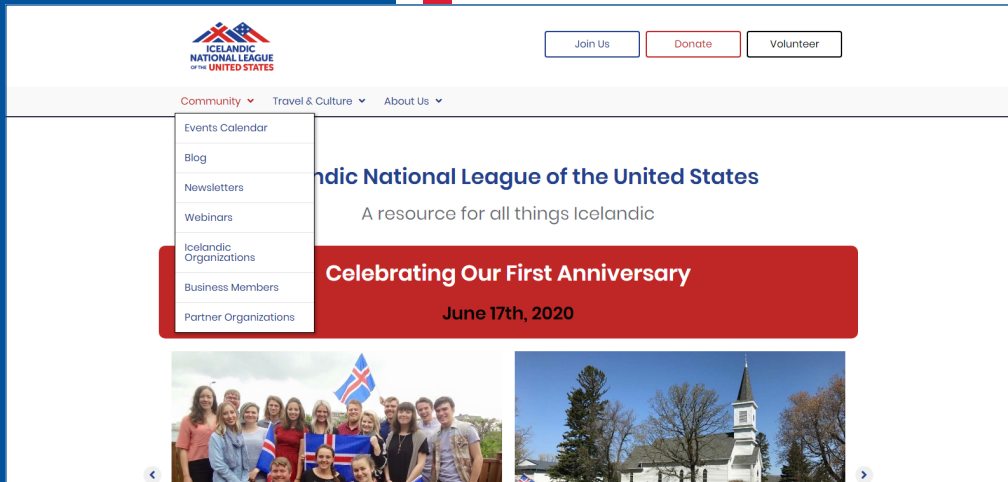 ICELANDIC
NATIONAL LEAGUE
OF THE UNITED STATES
Join Us
Donate
Volunteer
Community
Travel & Culture
About Us
Events Calendar
Blog
Newsletters
Webinars
Icelandic
Organizations
Business Members
Partner Organizations
ndic National League of the United States
A resource for all things Icelandic
Celebrating Our First Anniversary
June 17th, 2020